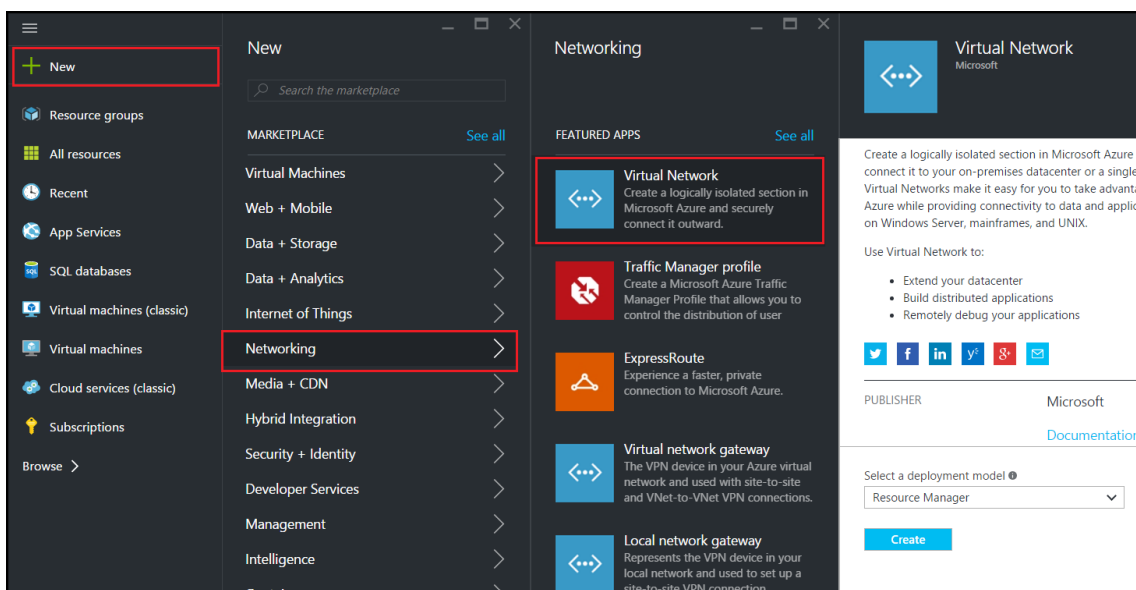 New
Resource groups
All resources
Recent
App Services
SQL
SQL databases
Virtual machines (classic)
Virtual machines
Cloud services (classic)
Subscriptions
Browse
New
Search the marketplace
MARKETPLACE See all
Virtual Machines
Web + Mobile
Data + Storage
Data + Analytics
Internet of Things
Networking
Media + CDN
Hybrid Integration
Security + Identity
Developer Services
Management
Intelligence
Networking
FEATURED APPS See all
Virtual Network
Create a logically isolated section in
Microsoft Azure and securely
connect it outward.
Traffic Manager profile
Create a Microsoft Azure Traffic
Manager Profile that allows you to
control the distribution of user
ExpressRoute
Experience a faster, private
connection to Microsoft Azure.
Virtual network gateway
The VPN device in your Azure virtual
network and used with site-to-site
and VNet-to-VNet VPN connections.
Local network gateway
Represents the VPN device in your
local network and used to set up a
site-to-site VPN connection
Virtual Network
Microsoft
Create a logically isolated section in Microsoft Azure
connect it to your on-premises datacenter or a single
Virtual Networks make it easy for you to take advanta
Azure while providing connectivity to data and applic
on Windows Server, mainframes, and UNIX.
Use Virtual Network to:
• Extend your datacenter
• Build distributed applications
• Remotely debug your applications
f in y 8+
PUBLISHER Microsoft
Documentation
Select a deployment model
Resource Manager
Create